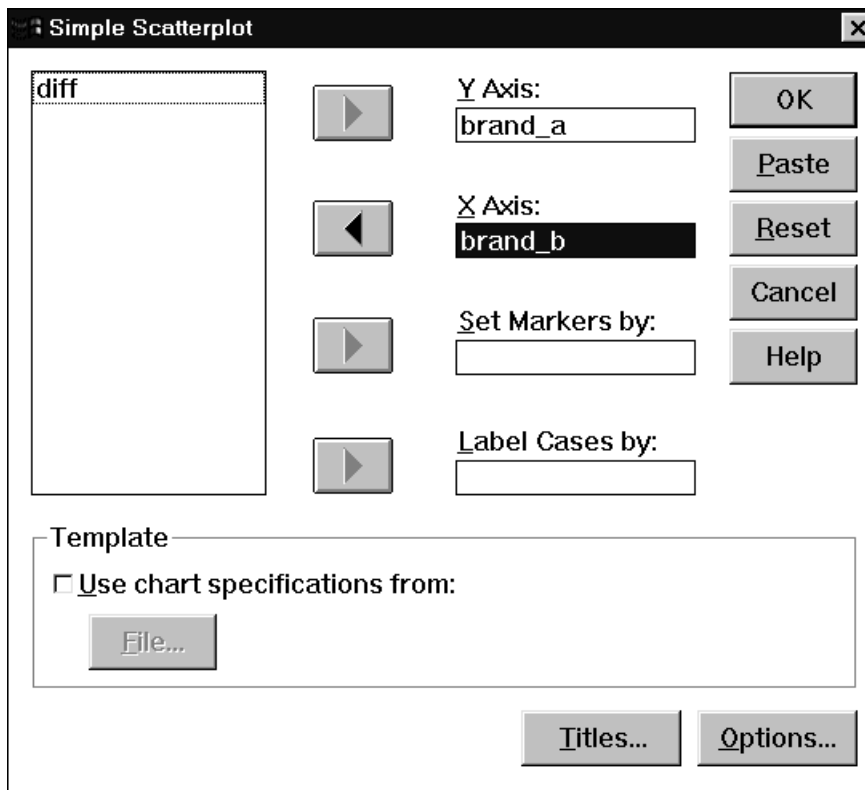 Simple Scatterplot
diff
Y Axis:
brand_a
X Axis:
brand_b
Set Markers by:
Label Cases by:
OK
Paste
Reset
Cancel
Help
Template
Use chart specifications from:
File...
Titles...
Options...